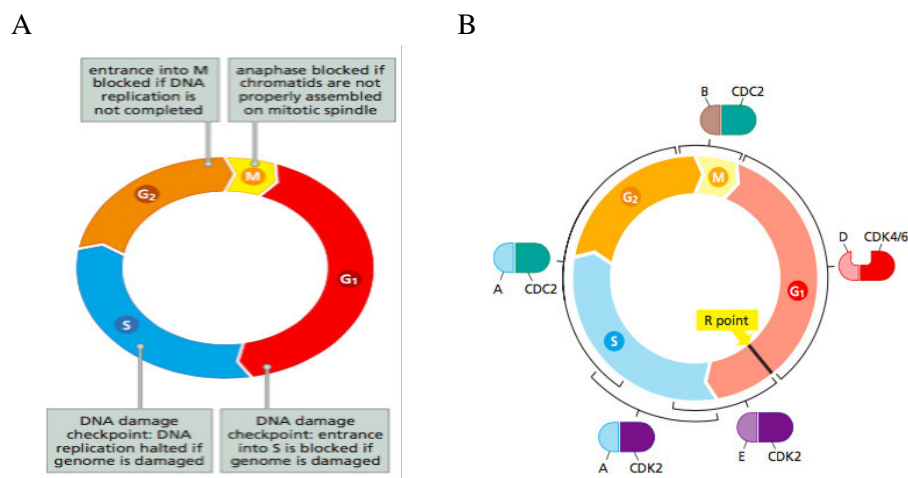 A
B
entrance into M
blocked if DNA
replication is
not completed
anaphase blocked if
chromatids are not
properly assembled
on mitotic spindle
G2
M
G1
S
DNA damage
checkpoint: DNA
replication halted if
genome is damaged
DNA damage
checkpoint: entrance
into S is blocked if
genome is damaged
B CDC2
M
G2
A CDC2
D CDK4/6
G1
R point
S
A CDK2
E CDK2